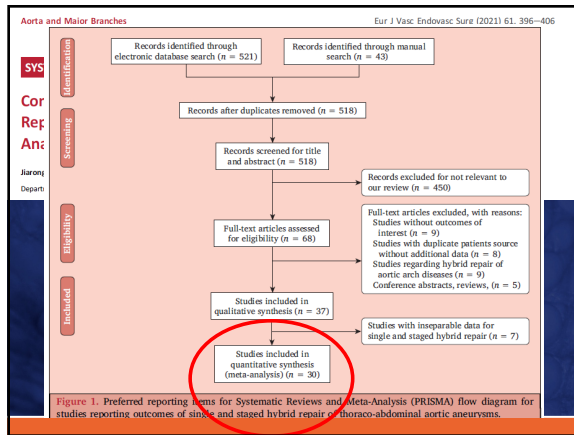 Aorta and Major Branches
Eur J Vasc Endovasc Surg (2021) 61, 396–406
Identification
Records identified through
electronic database search (n = 521)
Records identified through manual
search (n = 43)
SYS
Con
Rep
Ana
Jiarong
Departm
Records after duplicates removed (n = 518)
Screening
Records screened for title
and abstract (n = 518)
Records excluded for not relevant to
our review (n = 450)
Eligibility
Full-text articles assessed
for eligibility (n = 68)
Full-text articles excluded, with reasons:
Studies without outcomes of
interest (n = 9)
Studies with duplicate patients source
without additional data (n = 8)
Studies regarding hybrid repair of
aortic arch diseases (n = 9)
Conference abstracts, reviews, (n = 5)
Included
Studies included in
qualitative synthesis (n = 37)
Studies with inseparable data for
single and staged hybrid repair (n = 7)
Studies included in
quantitative synthesis
(meta-analysis) (n = 30)
Figure 1. Preferred reporting items for Systematic Reviews and Meta-Analysis (PRISMA) flow diagram for
studies reporting outcomes of single and staged hybrid repair of thoraco-abdominal aortic aneurysms.